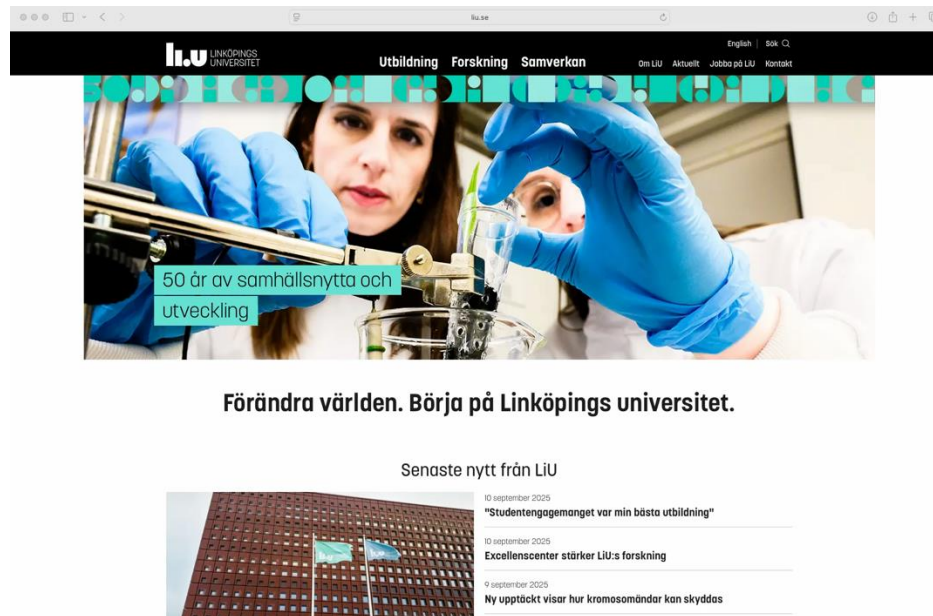 liu.se
English
Sök
LINKÖPINGS
UNIVERSITET
Utbildning Forskning Samverkan
Om LiU Aktuellt Jobba på LiU Kontakt
50 år av samhällsnytta och
utveckling
Förändra världen. Börja på Linköpings universitet.
Senaste nytt från LiU
10 september 2025
"Studentengagemanget var min bästa utbildning"
10 september 2025
Excellenscenter stärker LiU:s forskning
9 september 2025
Ny upptäckt visar hur kromosomändar kan skyddas